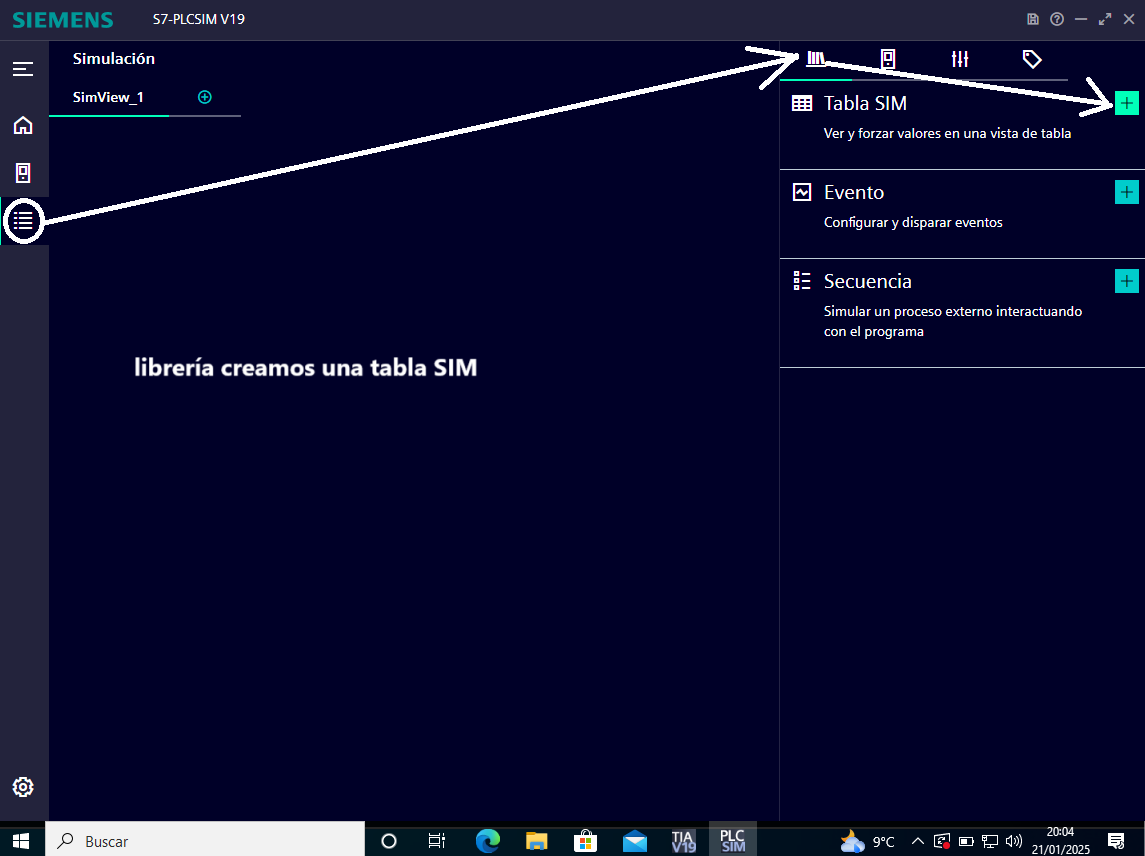 SIEMENS
S7-PLCSIM V19
Simulación
SimView_1
Tabla SIM
Ver y forzar valores en una vista de tabla
Evento
Configurar y disparar eventos
Secuencia
Simular un proceso externo interactuando
con el programa
librería creamos una tabla SIM
Buscar
TIA
V19
PLC
SIM
9°C
20:04
21/01/2025